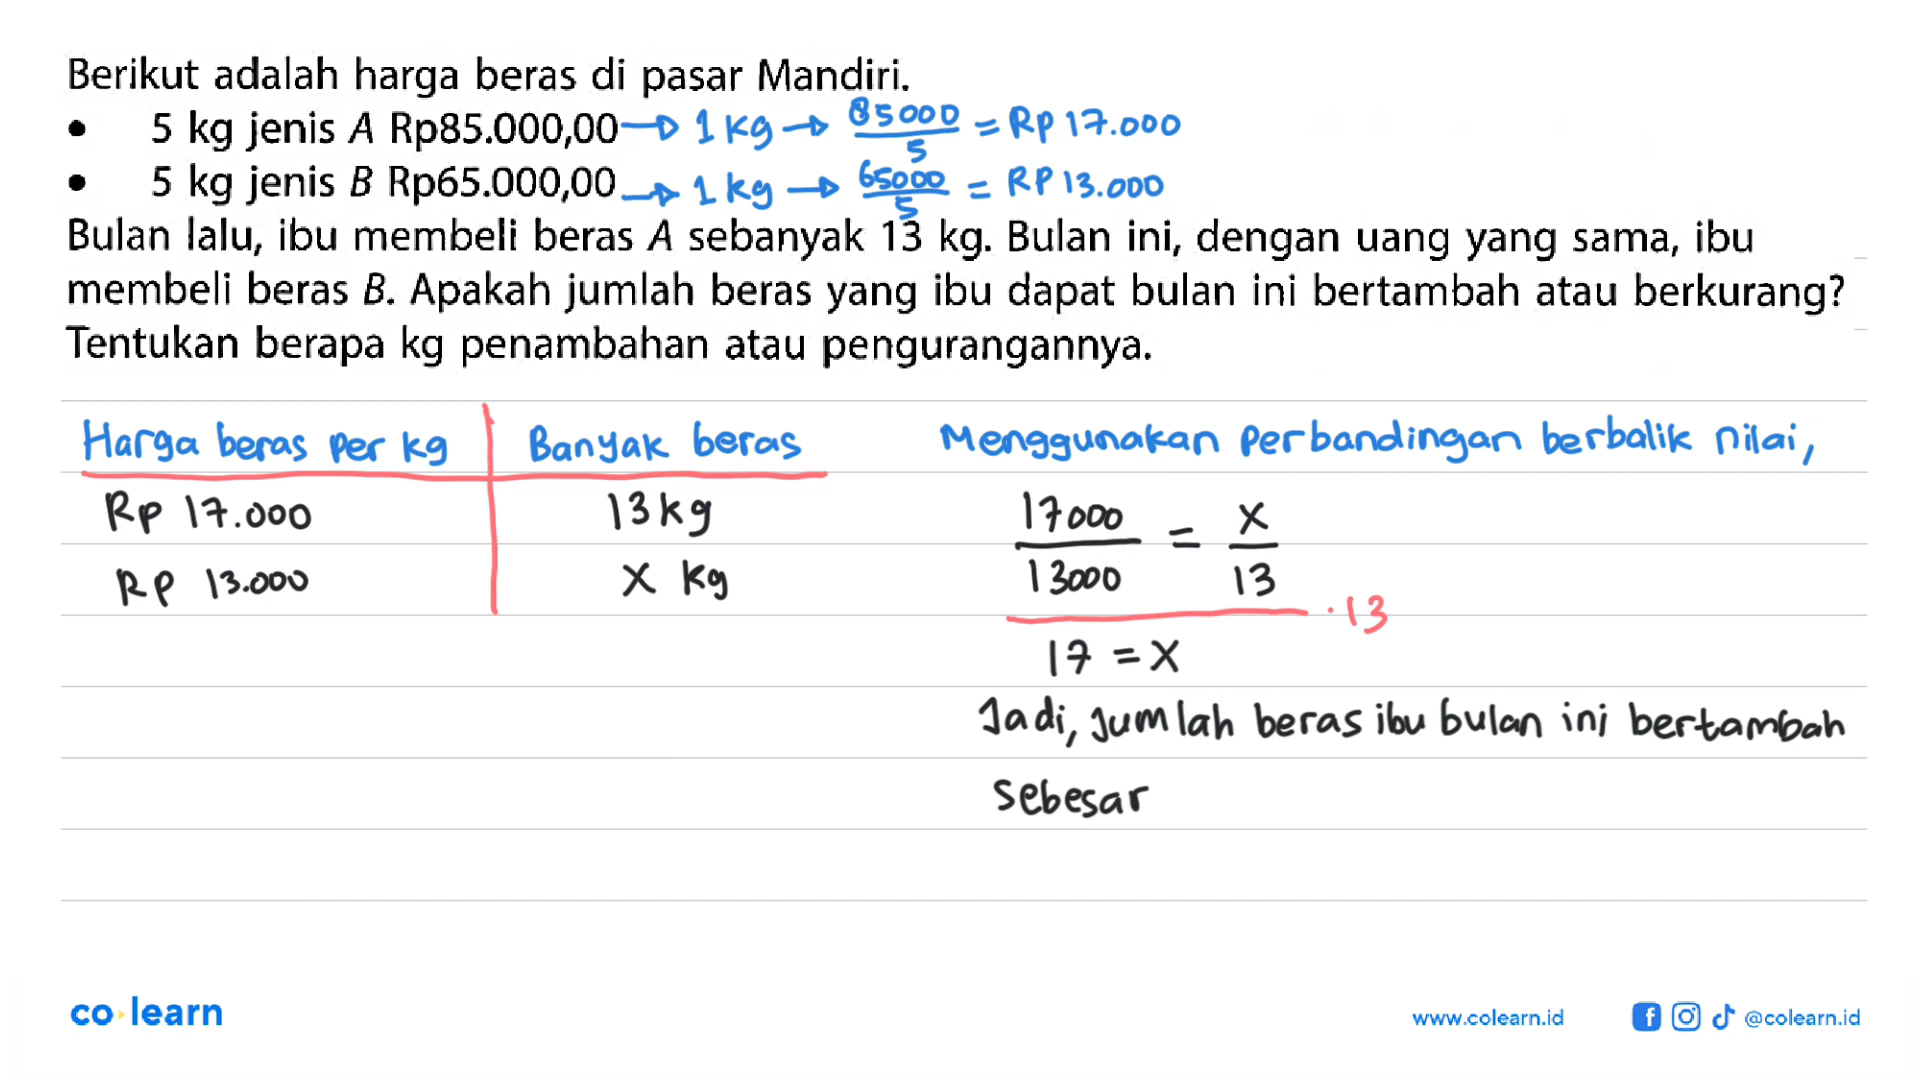 Berikut adalah harga beras di pasar Mandiri.
• 5 kg jenis A Rp85.000,00 → 1 kg → 85000/5 = Rp 17.000
• 5 kg jenis B Rp65.000,00 → 1 kg → 65000/5 = RP 13.000
Bulan lalu, ibu membeli beras A sebanyak 13 kg. Bulan ini, dengan uang yang sama, ibu
membeli beras B. Apakah jumlah beras yang ibu dapat bulan ini bertambah atau berkurang?
Tentukan berapa kg penambahan atau pengurangannya.
Harga beras per kg
Banyak beras
Rp 17.000
13 kg
Rp 13.000
x kg
Menggunakan perbandingan berbalik nilai,
17000/13000 = x/13
· 13
17 = x
Jadi, jumlah beras ibu bulan ini bertambah
sebesar
co learn
www.colearn.id
@colearn.id